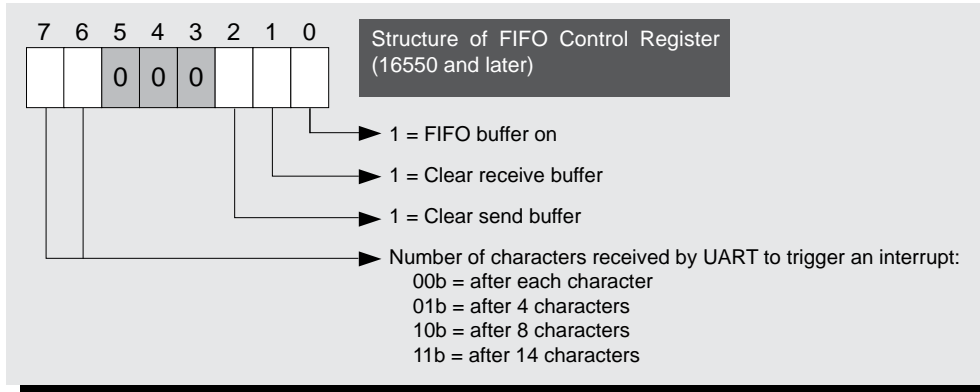 7 6 5 4 3 2 1 0
0 0 0
Structure of FIFO Control Register
(16550 and later)
1 = FIFO buffer on
1 = Clear receive buffer
1 = Clear send buffer
Number of characters received by UART to trigger an interrupt:
00b = after each character
01b = after 4 characters
10b = after 8 characters
11b = after 14 characters